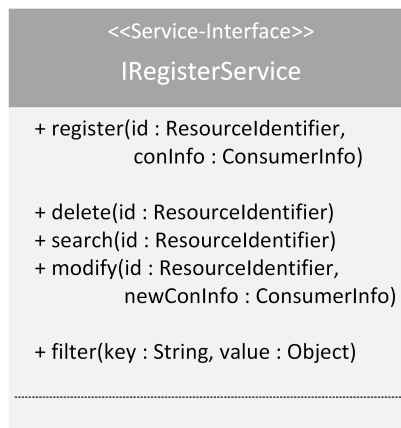 <<Service-Interface>>
IRegisterService
+ register(id : ResourceIdentifier,
conInfo : ConsumerInfo)
+ delete(id : ResourceIdentifier)
+ search(id : ResourceIdentifier)
+ modify(id : ResourceIdentifier,
newConInfo : ConsumerInfo)
+ filter(key : String, value : Object)